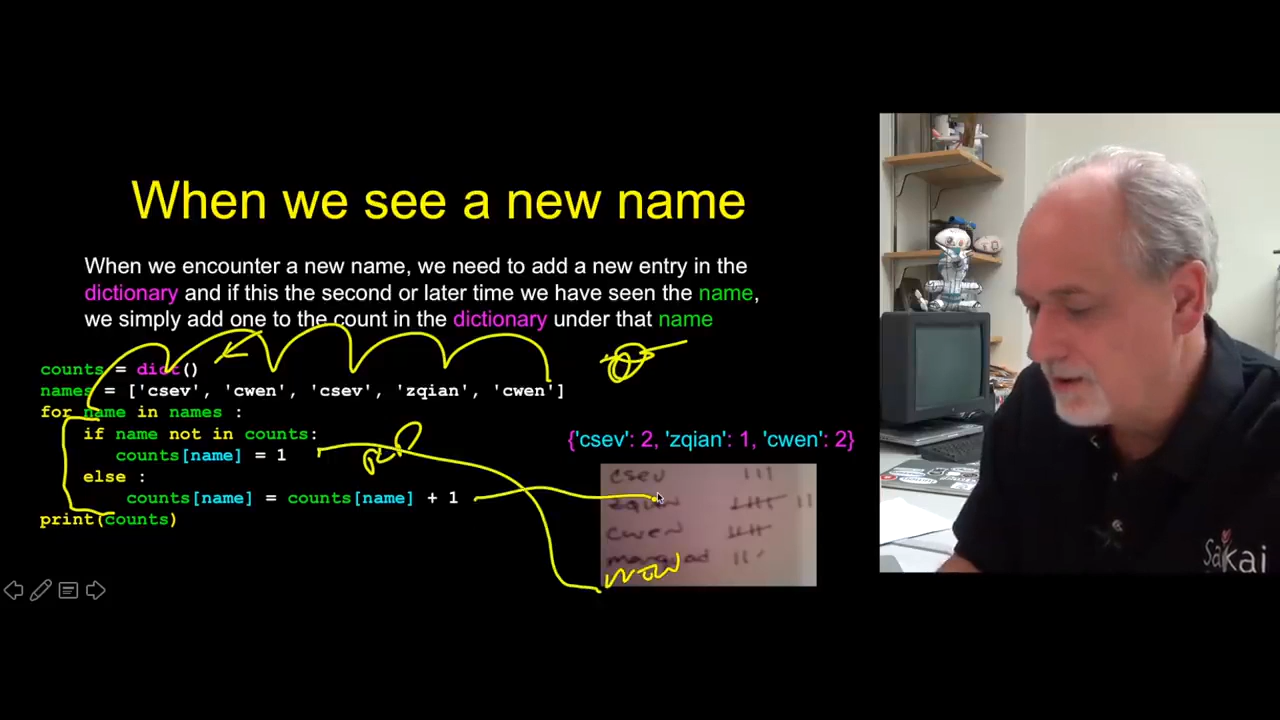 When we see a new name
When we encounter a new name, we need to add a new entry in the
dictionary and if this the second or later time we have seen the name,
we simply add one to the count in the dictionary under that name
counts = dict()
names = ['csev', 'cwen', 'csev', 'zqian', 'cwen']
for name in names :
if name not in counts:
counts[name] = 1
else :
counts[name] = counts[name] + 1
print(counts)
{'csev': 2, 'zqian': 1, 'cwen': 2}
csev
zqian
cwen
new
Sakai